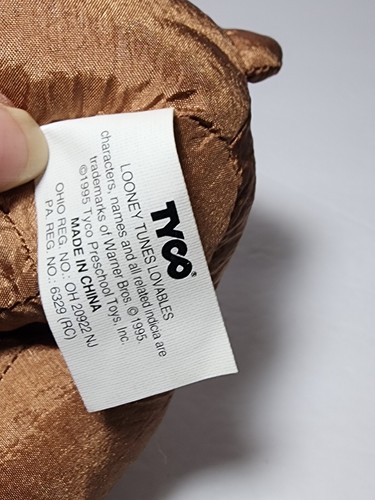 TYCO®
LOONEY TUNES LOVABLES
characters, names and all related indicia are
trademarks of Warner Bros. © 1995.
©1995 Tyco Preschool Toys, Inc.
MADE IN CHINA
OHIO REG. NO.: OH 20922 NJ
PA. REG. NO.: 6329 (RC)